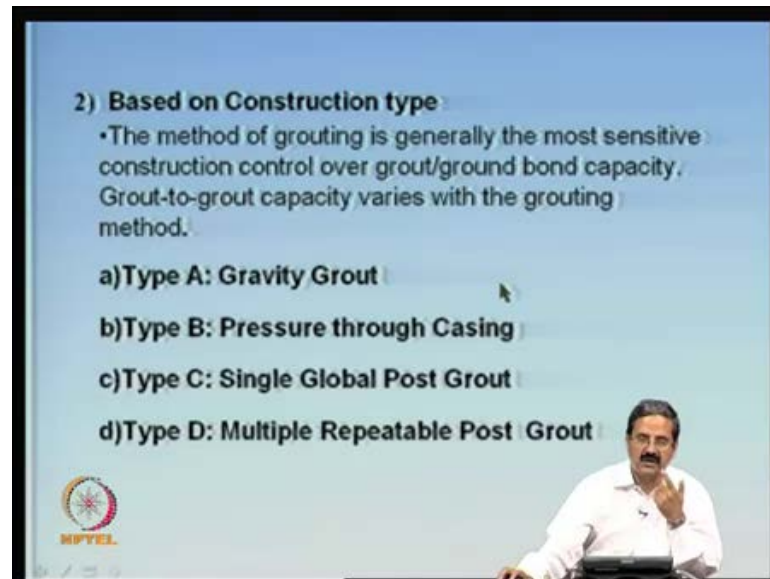 2) Based on Construction type
•The method of grouting is generally the most sensitive
construction control over grout/ground bond capacity.
Grout-to-grout capacity varies with the grouting
method.
a)Type A: Gravity Grout
b)Type B: Pressure through Casing
c)Type C: Single Global Post Grout
d)Type D: Multiple Repeatable Post Grout
NPTEL